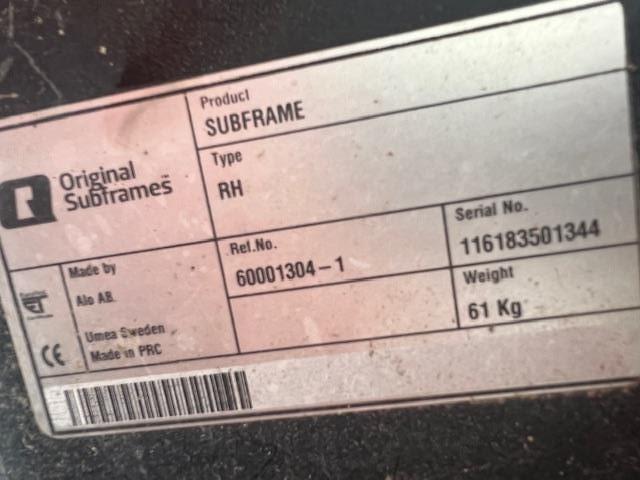 Original
Subframes
Product
SUBFRAME
Type
RH
Made by
Alo AB.
Umea Sweden
Made in PRC
CE
Ref.No.
60001304-1
Serial No.
116183501344
Weight
61 Kg